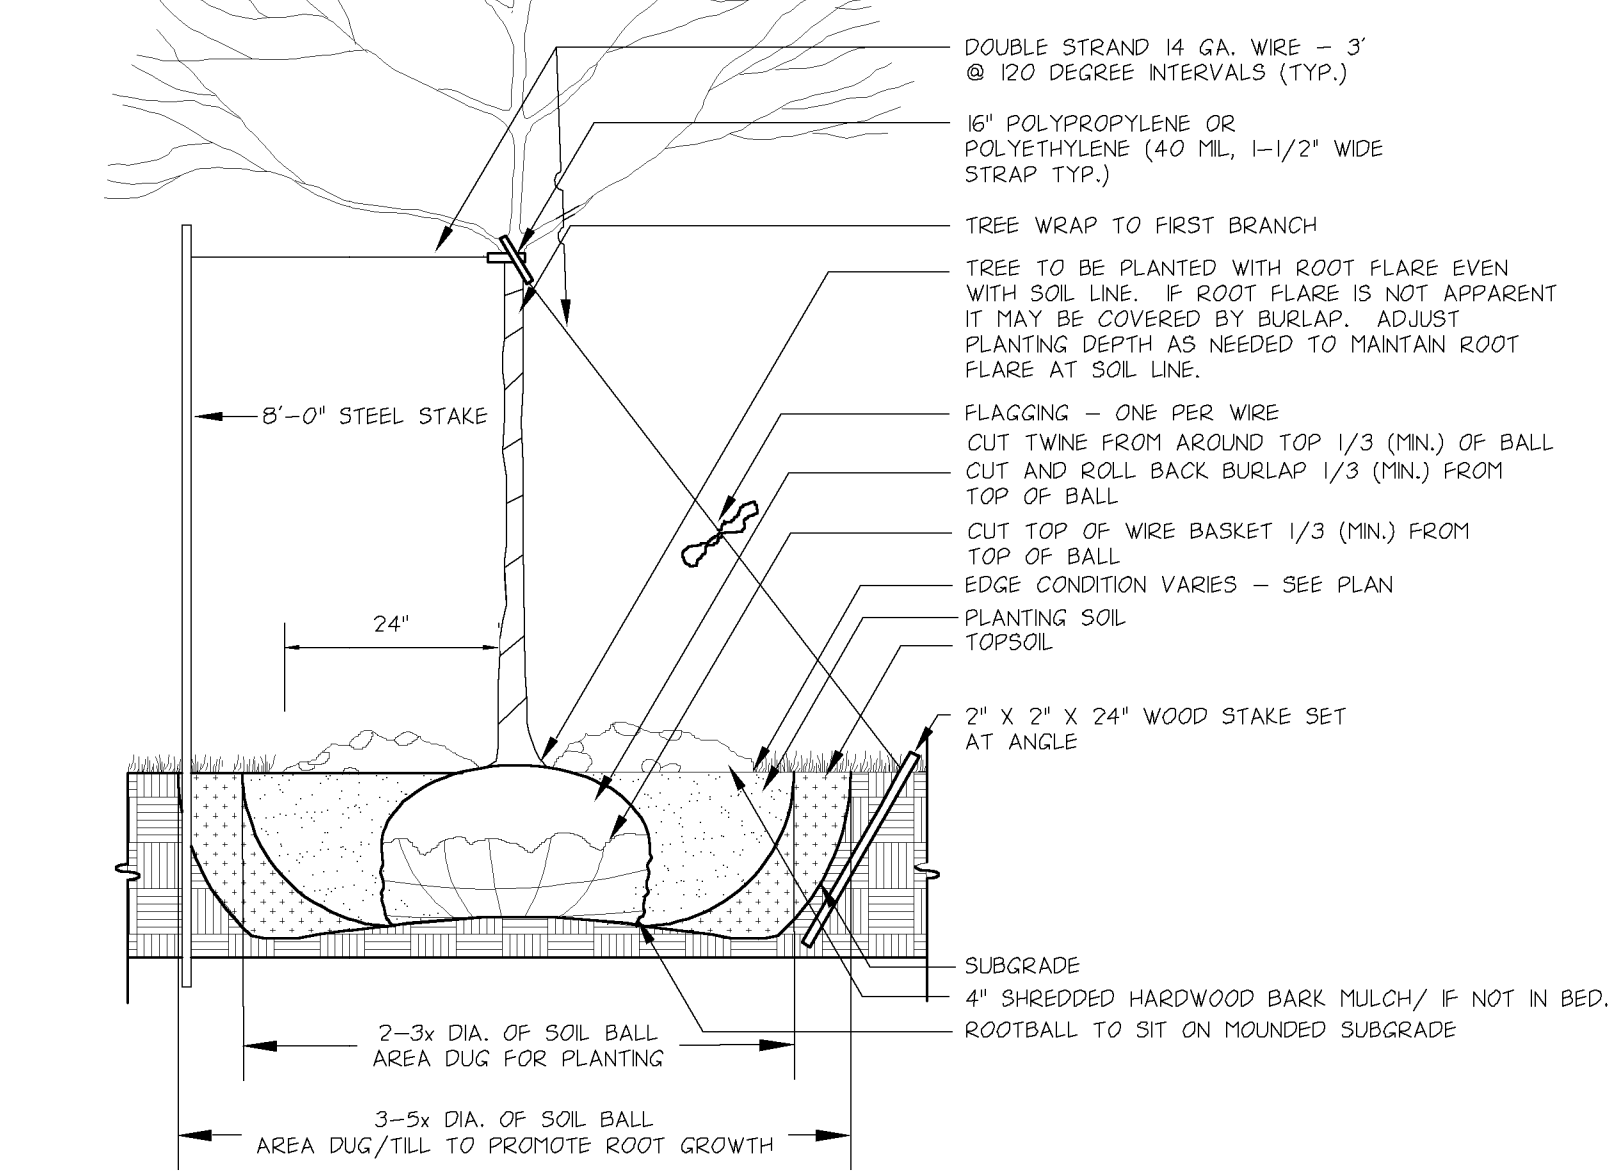 DOUBLE STRAND 14 GA. WIRE – 3'
@ 120 DEGREE INTERVALS (TYP.)
16" POLYPROPYLENE OR
POLYETHYLENE (40 MIL, 1-1/2" WIDE
STRAP TYP.)
TREE WRAP TO FIRST BRANCH
TREE TO BE PLANTED WITH ROOT FLARE EVEN
WITH SOIL LINE. IF ROOT FLARE IS NOT APPARENT
IT MAY BE COVERED BY BURLAP. ADJUST
PLANTING DEPTH AS NEEDED TO MAINTAIN ROOT
FLARE AT SOIL LINE.
8'-0" STEEL STAKE
FLAGGING – ONE PER WIRE
CUT TWINE FROM AROUND TOP 1/3 (MIN.) OF BALL
CUT AND ROLL BACK BURLAP 1/3 (MIN.) FROM
TOP OF BALL
CUT TOP OF WIRE BASKET 1/3 (MIN.) FROM
TOP OF BALL
EDGE CONDITION VARIES – SEE PLAN
PLANTING SOIL
TOPSOIL
24"
2" X 2" X 24" WOOD STAKE SET
AT ANGLE
SUBGRADE
4" SHREDDED HARDWOOD BARK MULCH/ IF NOT IN BED.
ROOTBALL TO SIT ON MOUNDED SUBGRADE
2-3x DIA. OF SOIL BALL
AREA DUG FOR PLANTING
3-5x DIA. OF SOIL BALL
AREA DUG/TILL TO PROMOTE ROOT GROWTH